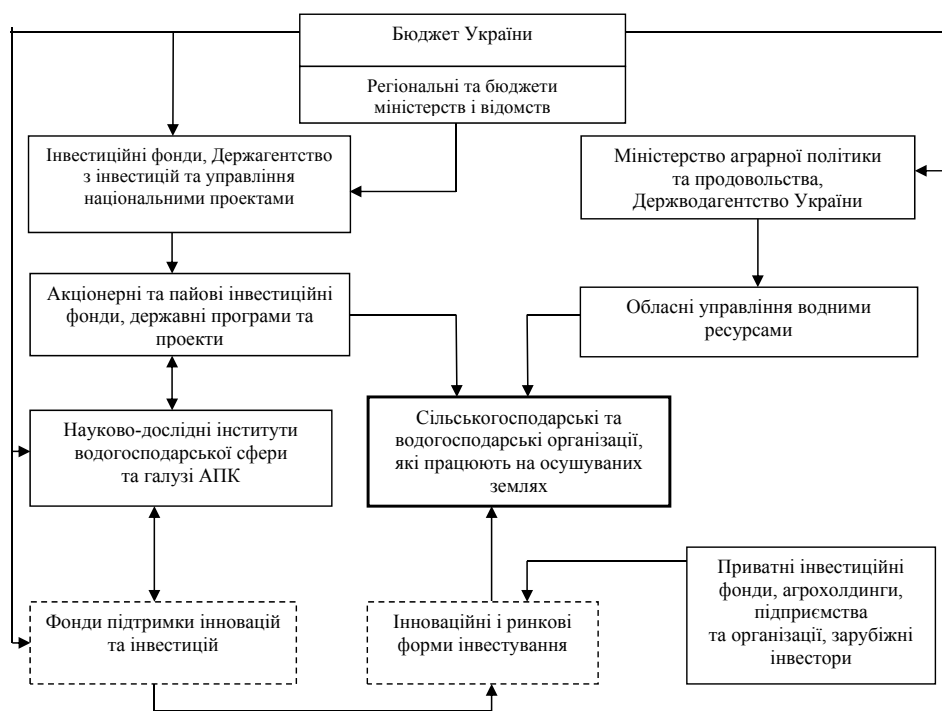 Бюджет України
Регіональні та бюджети
міністерств і відомств
Інвестиційні фонди, Держагентство
з інвестицій та управління
національними проектами
Міністерство аграрної політики
та продовольства,
Держводагентство України
Акціонерні та пайові інвестиційні
фонди, державні програми та
проекти
Обласні управління водними
ресурсами
Науково-дослідні інститути
водогосподарської сфери
та галузі АПК
Сільськогосподарські та
водогосподарські організації,
які працюють на осушуваних
землях
Фонди підтримки інновацій
та інвестицій
Інноваційні і ринкові
форми інвестування
Приватні інвестиційні
фонди, агрохолдинги,
підприємства
та організації, зарубіжні
інвестори